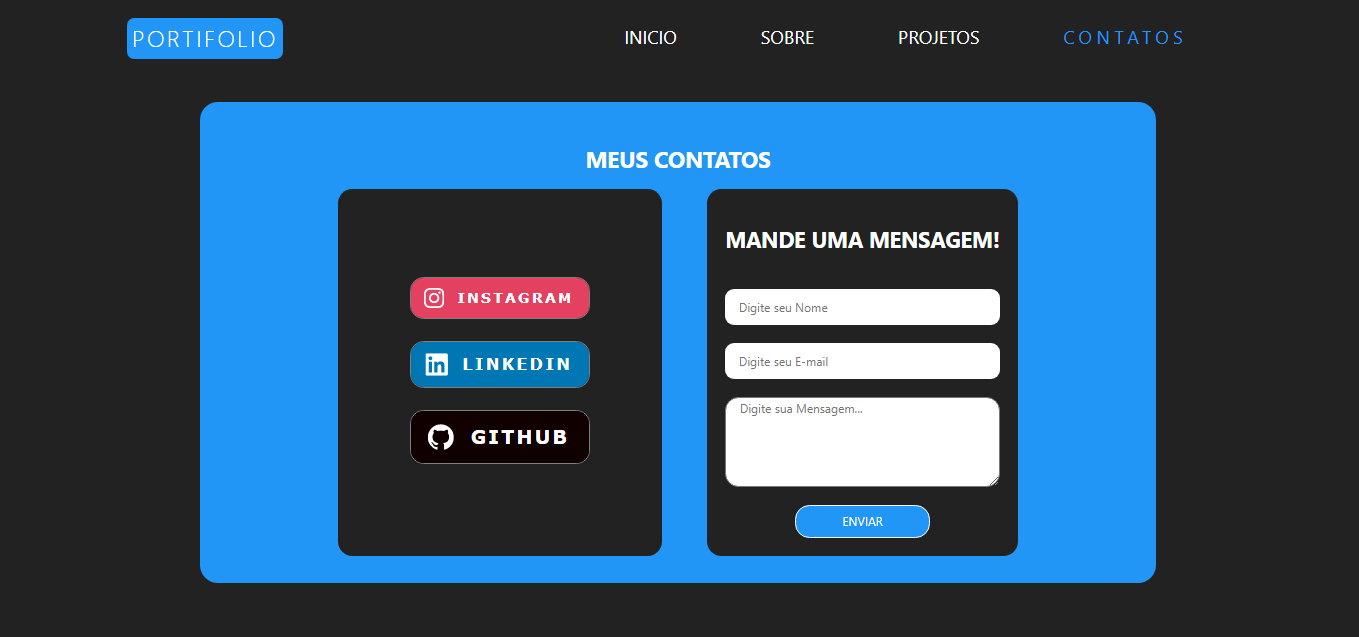 PORTIFOLIO
INICIO SOBRE PROJETOS CONTATOS
MEUS CONTATOS
INSTAGRAM
LINKEDIN
GITHUB
MANDE UMA MENSAGEM!
Digite seu Nome
Digite seu E-mail
Digite sua Mensagem...
ENVIAR